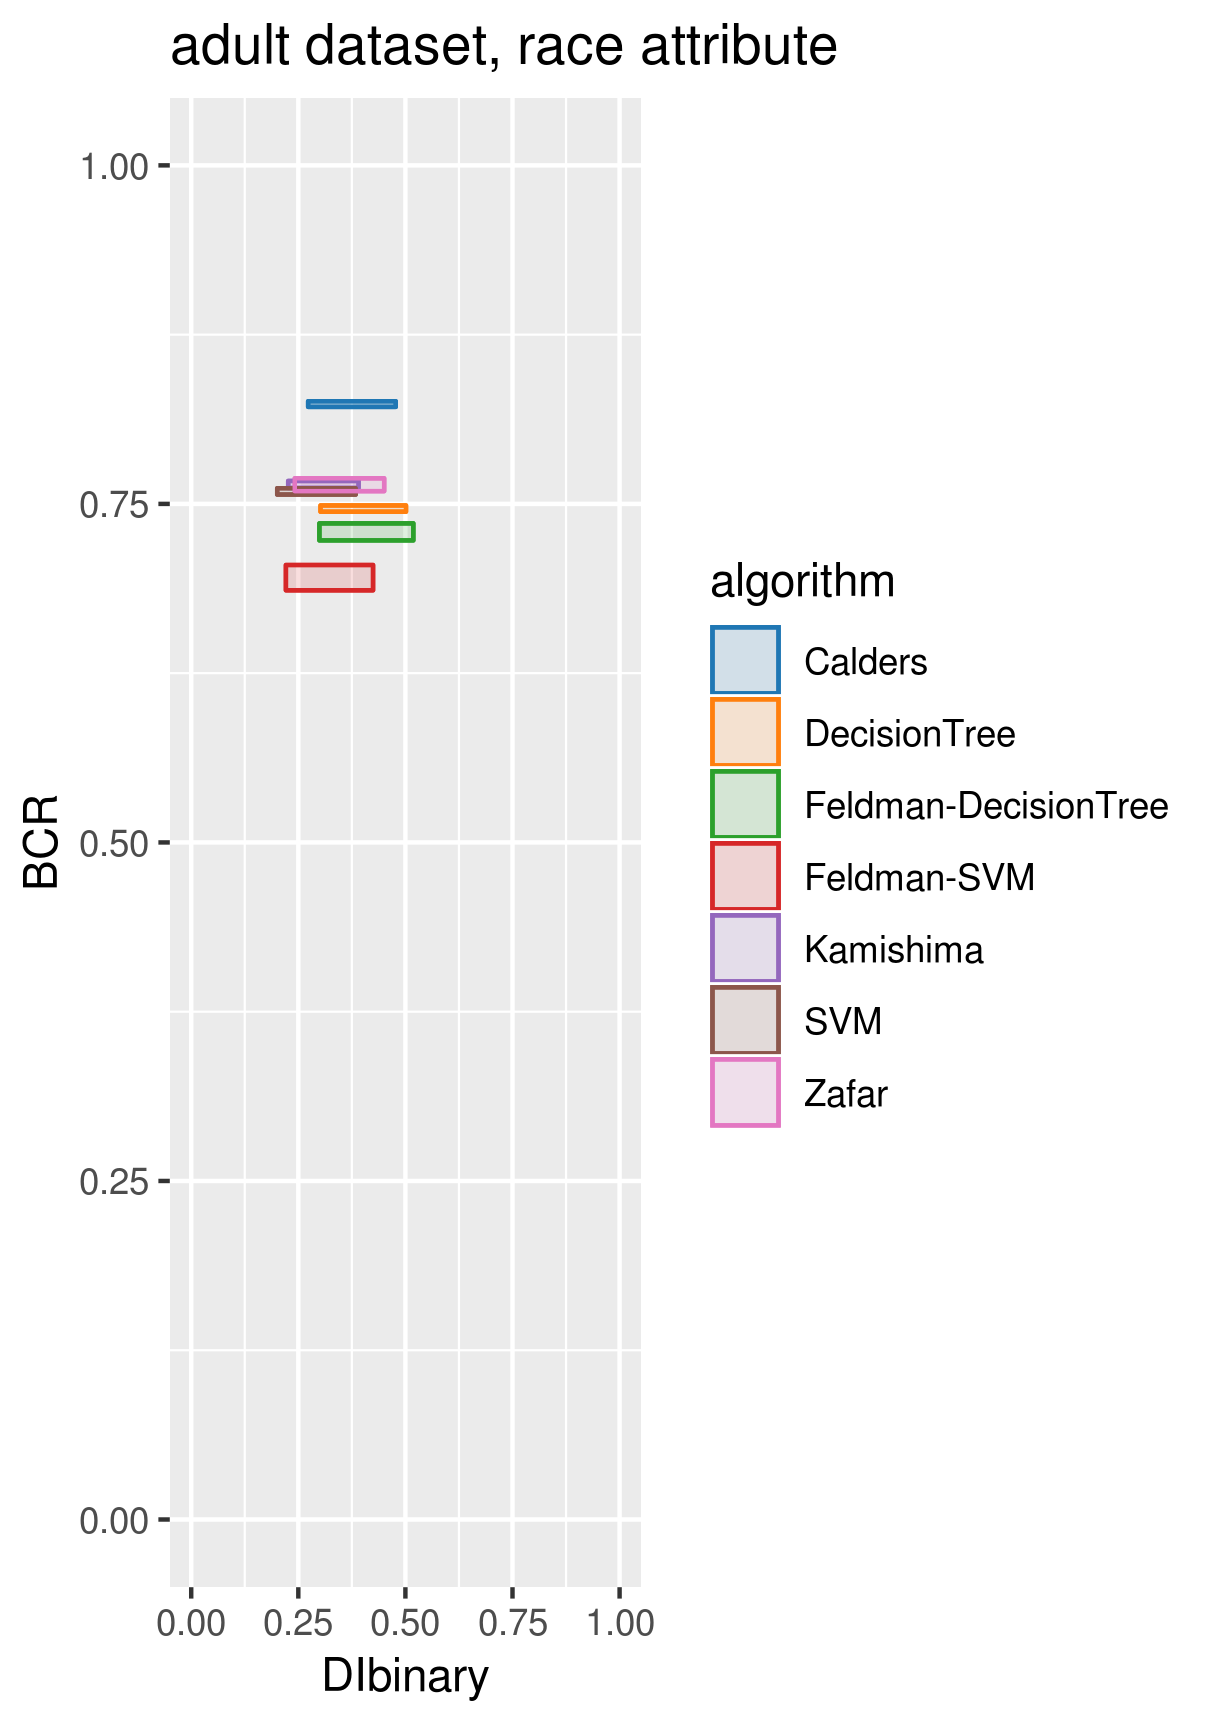 adult dataset, race attribute
1.00
0.75
0.50
0.25
0.00
BCR
0.00 0.25 0.50 0.75 1.00
DIbinary
algorithm
Calders
DecisionTree
Feldman-DecisionTree
Feldman-SVM
Kamishima
SVM
Zafar